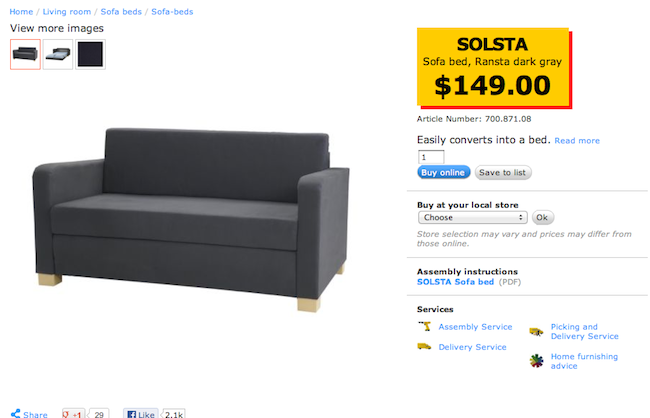 Home / Living room / Sofa beds / Sofa-beds
View more images
SOLSTA
Sofa bed, Ransta dark gray
$149.00
Article Number: 700.871.08
Easily converts into a bed. Read more
1
Buy online Save to list
Buy at your local store
Choose Ok
Store selection may vary and prices may differ from
those online.
Assembly instructions
SOLSTA Sofa bed (PDF)
Services
Assembly Service
Delivery Service
Picking and
Delivery Service
Home furnishing
advice
Share +1 29 Like 2.1k